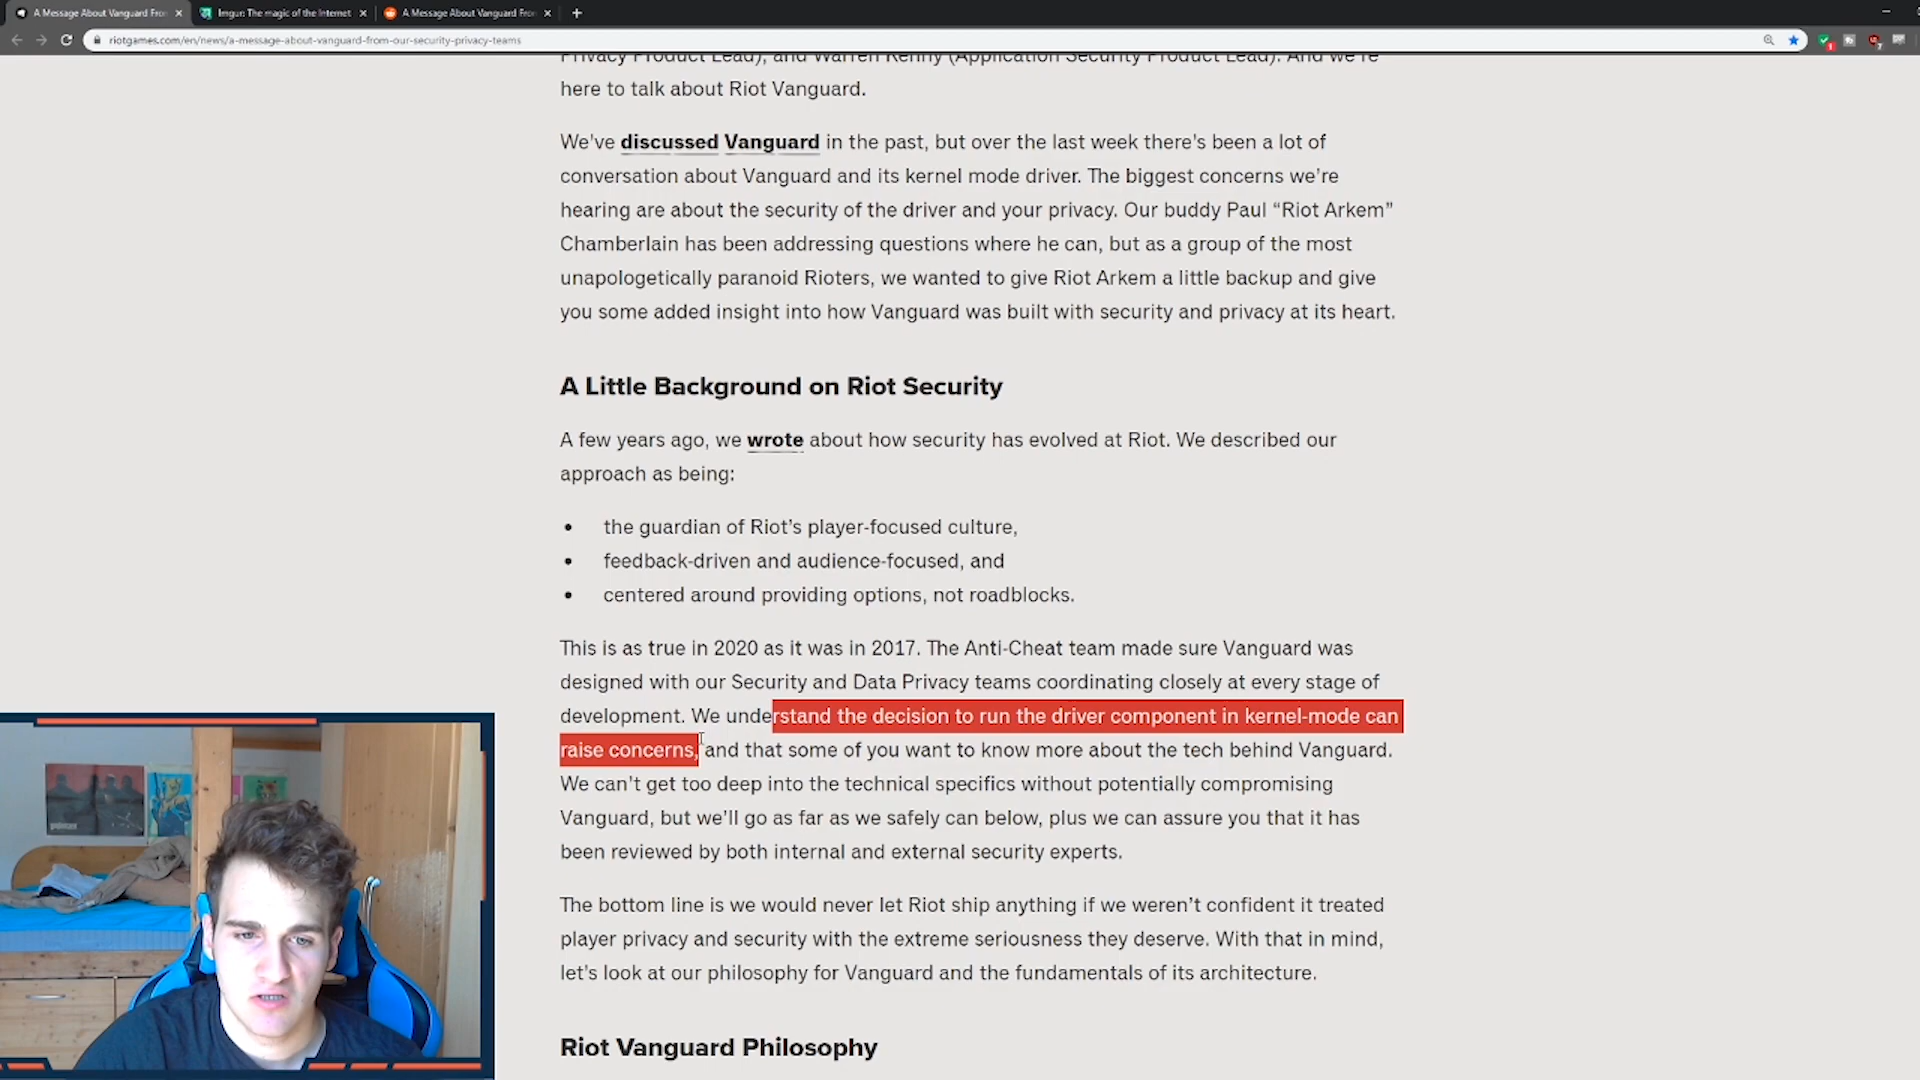 A Message About Vanguard Fro
Imgur: The magic of the Internet
A Message About Vanguard Fro
riotgames.com/en/news/a-message-about-vanguard-from-our-security-privacy-teams
Privacy Product Lead), and Warren Kenny (Application Security Product Lead). And we're
here to talk about Riot Vanguard.
We've discussed Vanguard in the past, but over the last week there's been a lot of
conversation about Vanguard and its kernel mode driver. The biggest concerns we're
hearing are about the security of the driver and your privacy. Our buddy Paul “Riot Arkem”
Chamberlain has been addressing questions where he can, but as a group of the most
unapologetically paranoid Rioters, we wanted to give Riot Arkem a little backup and give
you some added insight into how Vanguard was built with security and privacy at its heart.
A Little Background on Riot Security
A few years ago, we wrote about how security has evolved at Riot. We described our
approach as being:
• the guardian of Riot's player-focused culture,
• feedback-driven and audience-focused, and
• centered around providing options, not roadblocks.
This is as true in 2020 as it was in 2017. The Anti-Cheat team made sure Vanguard was
designed with our Security and Data Privacy teams coordinating closely at every stage of
development. We understand the decision to run the driver component in kernel-mode can
raise concerns, and that some of you want to know more about the tech behind Vanguard.
We can't get too deep into the technical specifics without potentially compromising
Vanguard, but we'll go as far as we safely can below, plus we can assure you that it has
been reviewed by both internal and external security experts.
The bottom line is we would never let Riot ship anything if we weren't confident it treated
player privacy and security with the extreme seriousness they deserve. With that in mind,
let's look at our philosophy for Vanguard and the fundamentals of its architecture.
Riot Vanguard Philosophy